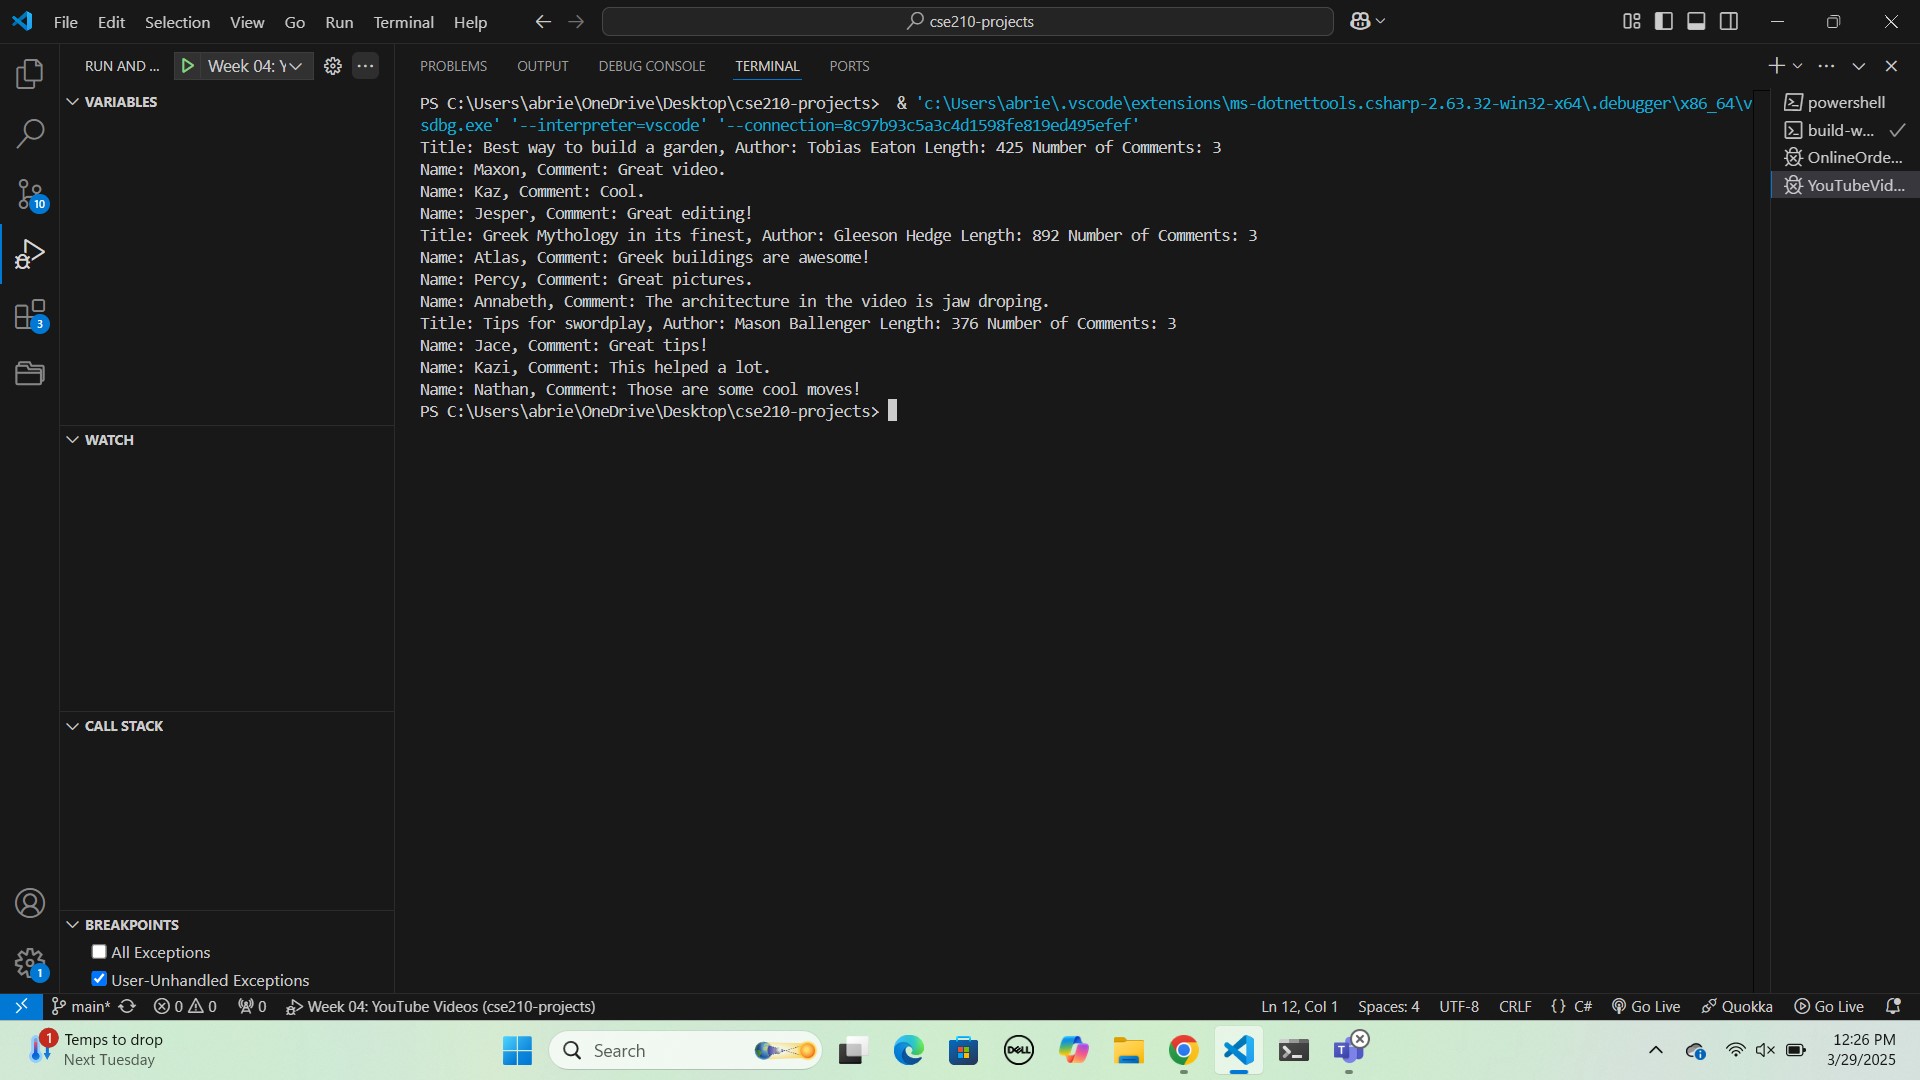 File Edit Selection View Go Run Terminal Help
cse210-projects
RUN AND ...
Week 04: Y
PROBLEMS OUTPUT DEBUG CONSOLE TERMINAL PORTS
VARIABLES
WATCH
CALL STACK
BREAKPOINTS
All Exceptions
User-Unhandled Exceptions
PS C:\Users\abrie\OneDrive\Desktop\cse210-projects>  & 'c:\Users\abrie\.vscode\extensions\ms-dotnettools.csharp-2.63.32-win32-x64\.debugger\x86_64\v
sdbg.exe' '--interpreter=vscode' '--connection=8c97b93c5a3c4d1598fe819ed495efef'
Title: Best way to build a garden, Author: Tobias Eaton Length: 425 Number of Comments: 3
Name: Maxon, Comment: Great video.
Name: Kaz, Comment: Cool.
Name: Jesper, Comment: Great editing!
Title: Greek Mythology in its finest, Author: Gleeson Hedge Length: 892 Number of Comments: 3
Name: Atlas, Comment: Greek buildings are awesome!
Name: Percy, Comment: Great pictures.
Name: Annabeth, Comment: The architecture in the video is jaw droping.
Title: Tips for swordplay, Author: Mason Ballenger Length: 376 Number of Comments: 3
Name: Jace, Comment: Great tips!
Name: Kazi, Comment: This helped a lot.
Name: Nathan, Comment: Those are some cool moves!
PS C:\Users\abrie\OneDrive\Desktop\cse210-projects>
powershell
build-w...
OnlineOrde...
YouTubeVid...
10
3
1
main* 0 0 0 Week 04: YouTube Videos (cse210-projects)
Ln 12, Col 1 Spaces: 4 UTF-8 CRLF {} C# Go Live Quokka Go Live
1
Temps to drop
Next Tuesday
Search
DELL
T
12:26 PM
3/29/2025